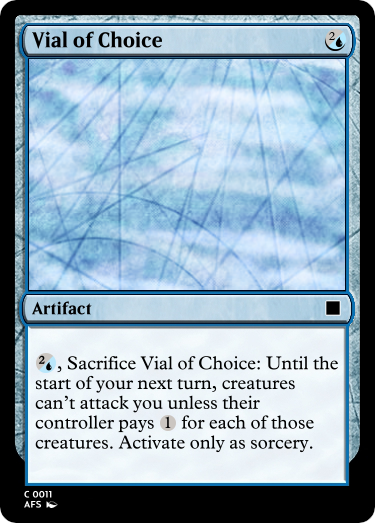 Vial of Choice 2
Artifact
2, Sacrifice Vial of Choice: Until the
start of your next turn, creatures
can't attack you unless their
controller pays 1 for each of those
creatures. Activate only as sorcery.
C 0011
AFS